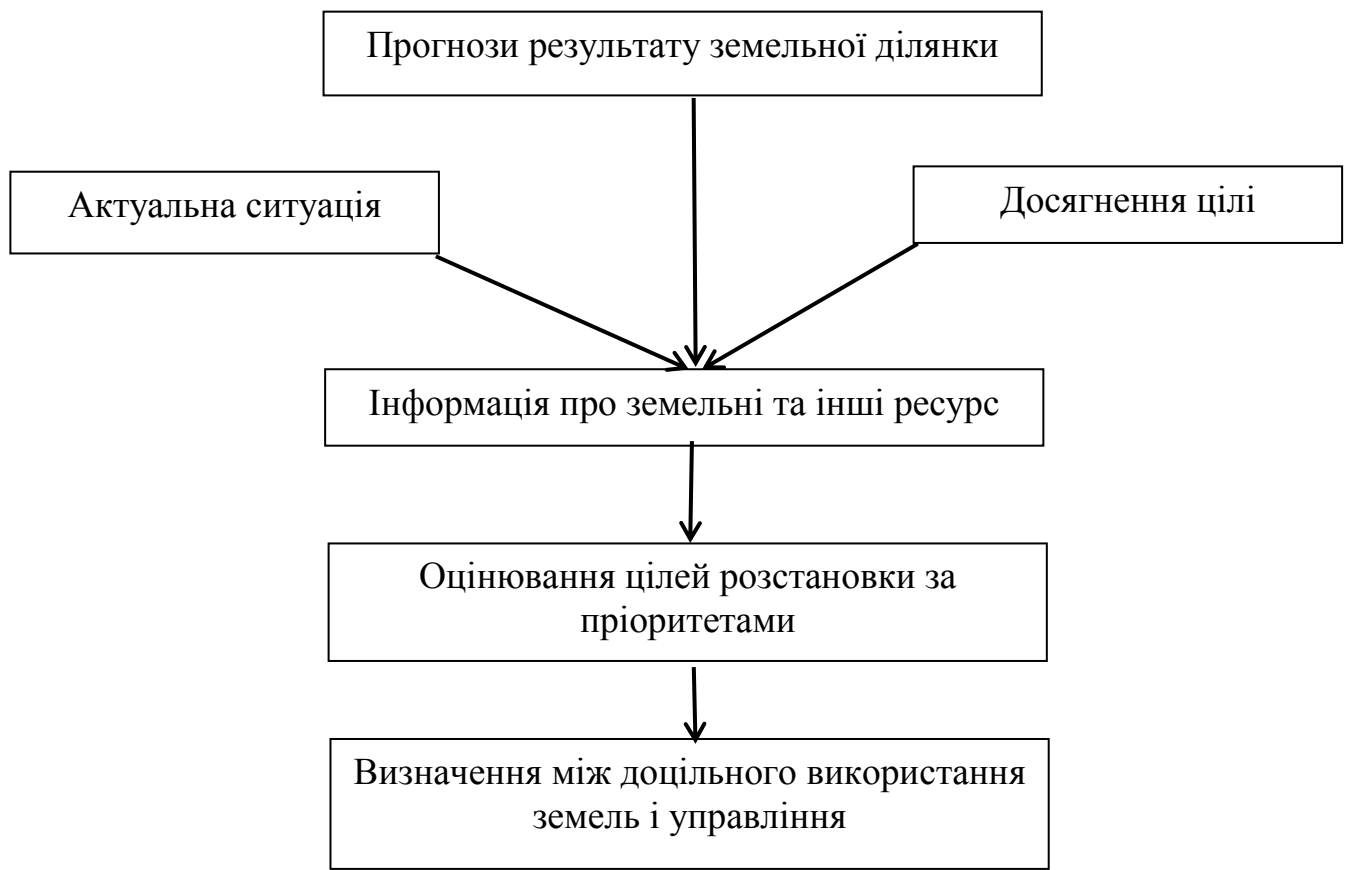 Прогнози результату земельної ділянки
Актуальна ситуація
Досягнення цілі
Інформація про земельні та інші ресурс
Оцінювання цілей розстановки за
пріоритетами
Визначення між доцільного використання
земель і управління